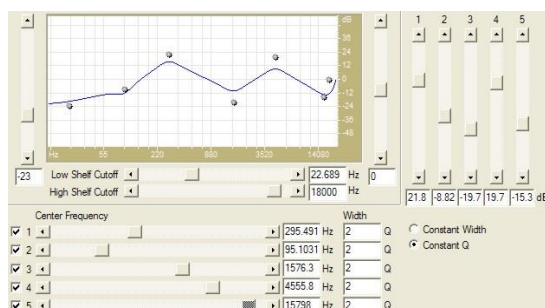 1 2 3 4 5
dB
36
24
12
0
-12
-24
-36
-48
Hz 55 220 880 3520 14080
-23 Low Shelf Cutoff 22.689 Hz 0
High Shelf Cutoff 18000 Hz
21.8 -8.82 -19.7 19.7 -15.3 dB
Center Frequency Width
1 295.491 Hz 2 Q
2 95.1031 Hz 2 Q
3 1576.3 Hz 2 Q
4 4555.8 Hz 2 Q
5 15798 Hz 2 Q
Constant Width
Constant Q